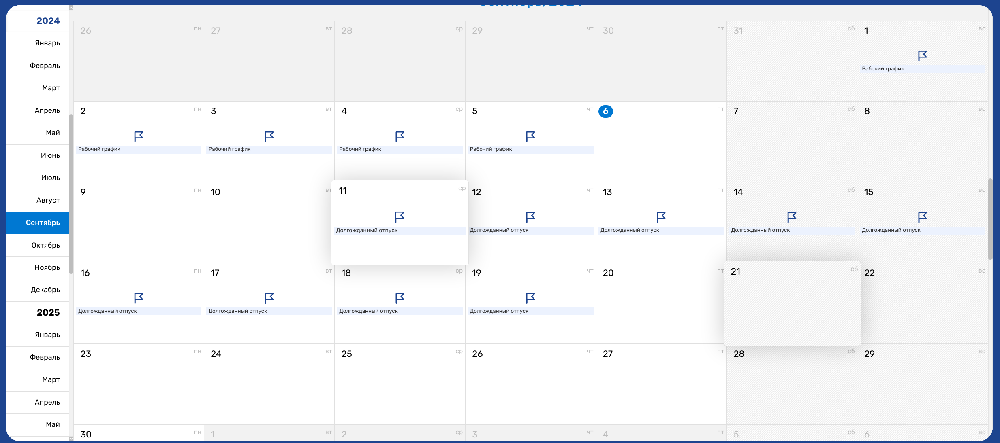 2024
Январь
Февраль
Март
Апрель
Май
Июнь
Июль
Август
Сентябрь
Октябрь
Ноябрь
Декабрь
2025
Январь
Февраль
Март
Апрель
Май
26 пн 27 вт 28 ср 29 чт 30 пт 31 сб 1 вс
Рабочий график
2 пн 3 вт 4 ср 5 чт 6 пт 7 сб 8 вс
Рабочий график Рабочий график Рабочий график Рабочий график
9 пн 10 вт 11 ср 12 чт 13 пт 14 сб 15 вс
Долгожданный отпуск Долгожданный отпуск Долгожданный отпуск Долгожданный отпуск Долгожданный отпуск
16 пн 17 вт 18 ср 19 чт 20 пт 21 сб 22 вс
Долгожданный отпуск Долгожданный отпуск Долгожданный отпуск Долгожданный отпуск
23 пн 24 вт 25 ср 26 чт 27 пт 28 сб 29 вс
30 пн 1 вт 2 ср 3 чт 4 пт 5 сб 6 вс